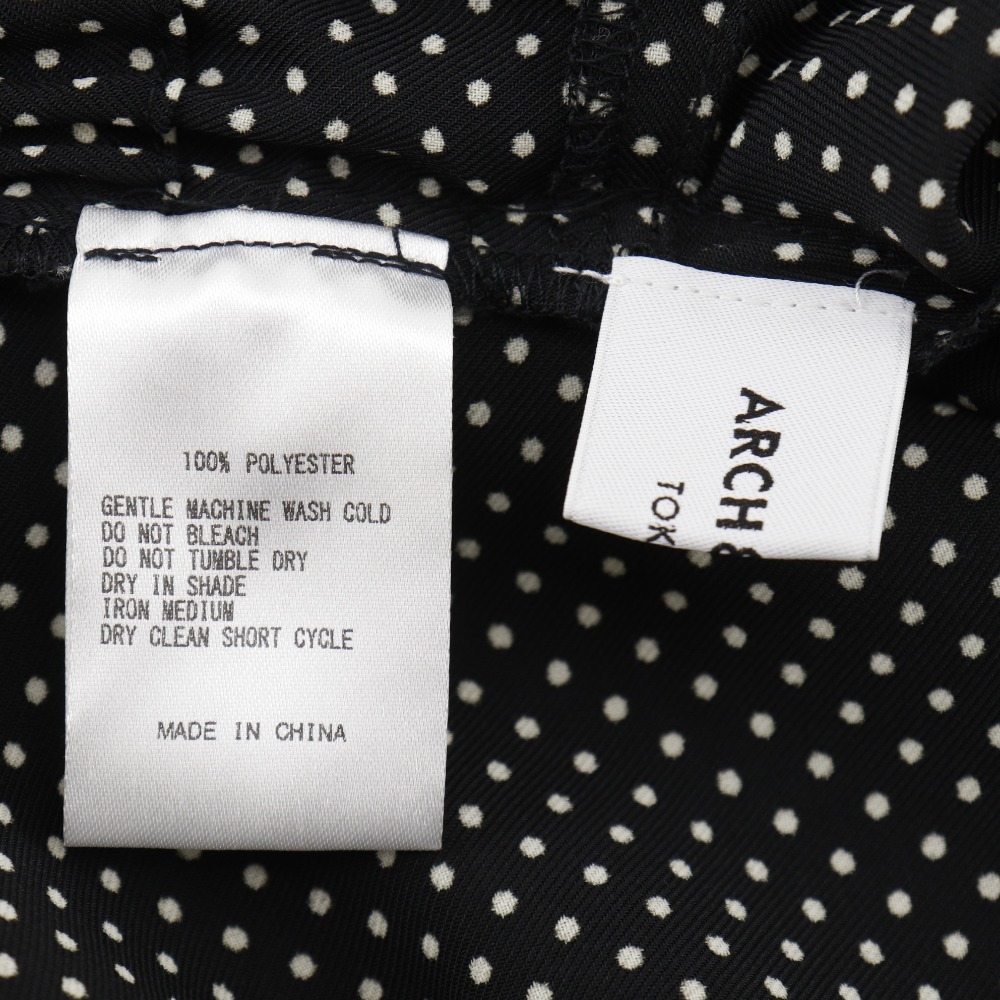 100% POLYESTER
GENTLE MACHINE WASH COLD
DO NOT BLEACH
DO NOT TUMBLE DRY
DRY IN SHADE
IRON MEDIUM
DRY CLEAN SHORT CYCLE
MADE IN CHINA
ARCH &
TOK